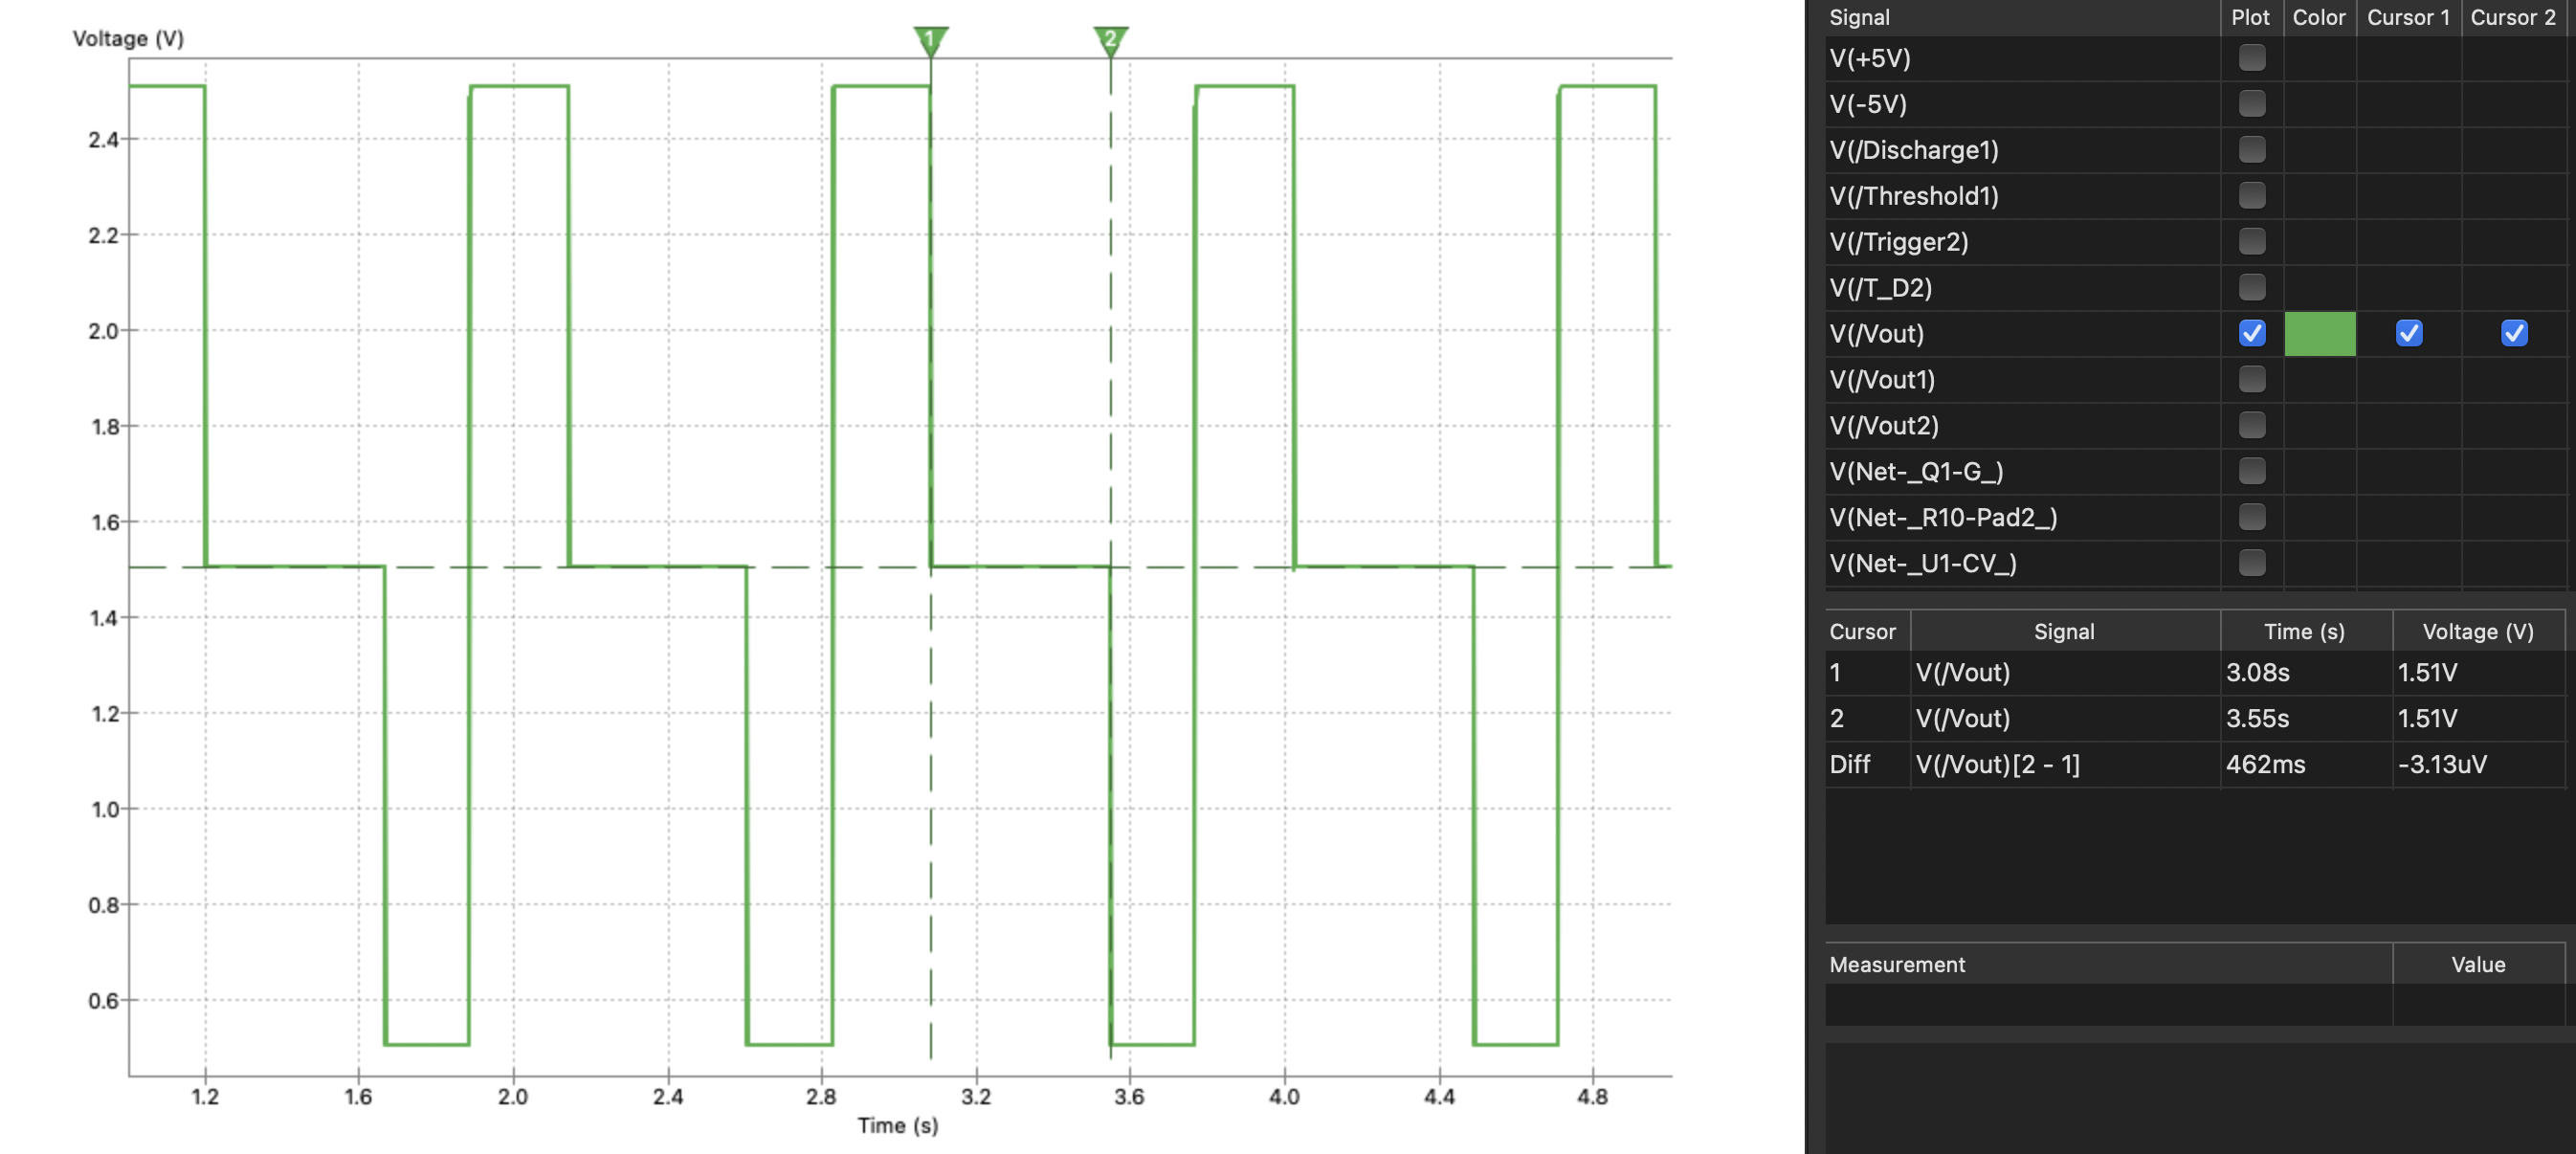 Voltage (V)
1 2
2.4
2.2
2.0
1.8
1.6
1.4
1.2
1.0
0.8
0.6
1.2 1.6 2.0 2.4 2.8 3.2 3.6 4.0 4.4 4.8
Time (s)
Signal Plot Color Cursor 1 Cursor 2
V(+5V)
V(-5V)
V(/Discharge1)
V(/Threshold1)
V(/Trigger2)
V(/T_D2)
V(/Vout)
V(/Vout1)
V(/Vout2)
V(Net-_Q1-G_)
V(Net-_R10-Pad2_)
V(Net-_U1-CV_)
Cursor Signal Time (s) Voltage (V)
1 V(/Vout) 3.08s 1.51V
2 V(/Vout) 3.55s 1.51V
Diff V(/Vout)[2 - 1] 462ms -3.13uV
Measurement Value